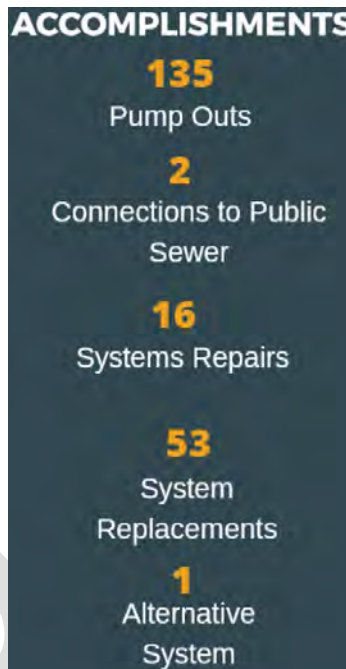 ACCOMPLISHMENTS
135
Pump Outs
2
Connections to Public
Sewer
16
Systems Repairs
53
System
Replacements
1
Alternative
System